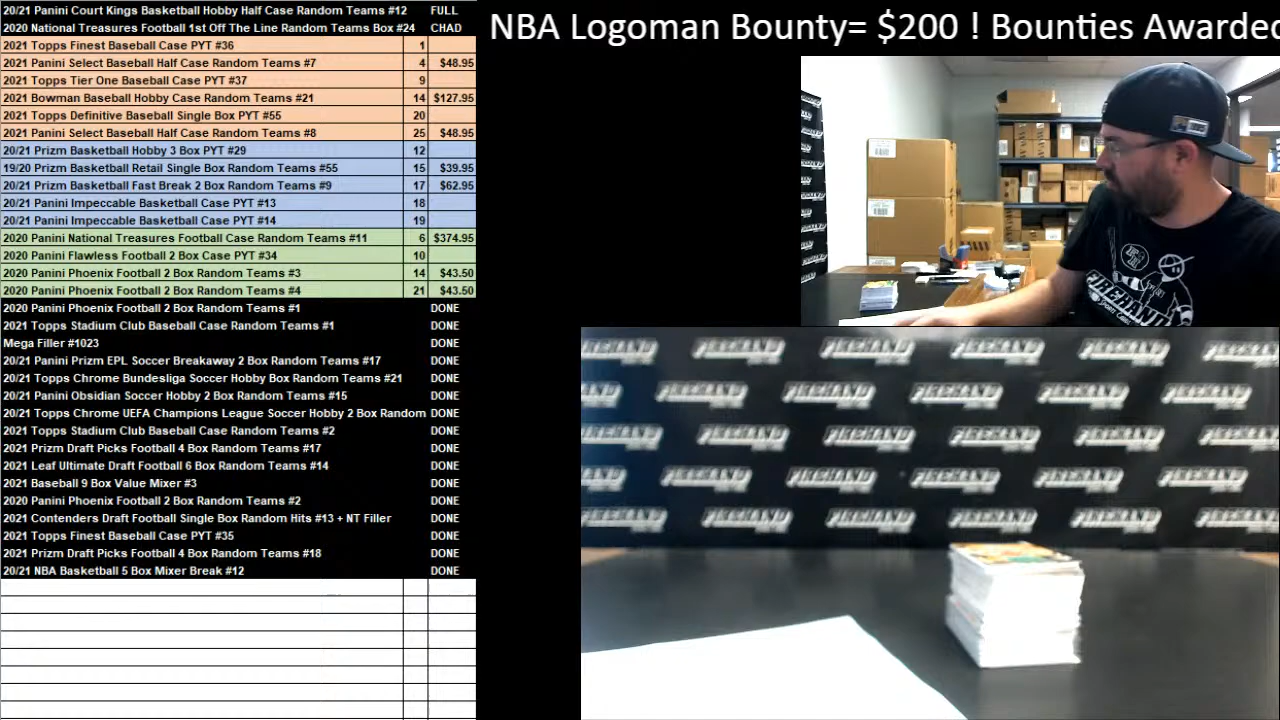 20/21 Panini Court Kings Basketball Hobby Half Case Random Teams #12 FULL
2020 National Treasures Football 1st Off The Line Random Teams Box #24 CHAD
2021 Topps Finest Baseball Case PYT #36 1
2021 Panini Select Baseball Half Case Random Teams #7 4 $48.95
2021 Topps Tier One Baseball Case PYT #37 9
2021 Bowman Baseball Hobby Case Random Teams #21 14 $127.95
2021 Topps Definitive Baseball Single Box PYT #55 20
2021 Panini Select Baseball Half Case Random Teams #8 25 $48.95
20/21 Prizm Basketball Hobby 3 Box PYT #29 12
19/20 Prizm Basketball Retail Single Box Random Teams #55 15 $39.95
20/21 Prizm Basketball Fast Break 2 Box Random Teams #9 17 $62.95
20/21 Panini Impeccable Basketball Case PYT #13 18
20/21 Panini Impeccable Basketball Case PYT #14 19
2020 Panini National Treasures Football Case Random Teams #11 6 $374.95
2020 Panini Flawless Football 2 Box Case PYT #34 10
2020 Panini Phoenix Football 2 Box Random Teams #3 14 $43.50
2020 Panini Phoenix Football 2 Box Random Teams #4 21 $43.50
2020 Panini Phoenix Football 2 Box Random Teams #1 DONE
2021 Topps Stadium Club Baseball Case Random Teams #1 DONE
Mega Filler #1023 DONE
20/21 Panini Prizm EPL Soccer Breakaway 2 Box Random Teams #17 DONE
20/21 Topps Chrome Bundesliga Soccer Hobby Box Random Teams #21 DONE
20/21 Panini Obsidian Soccer Hobby 2 Box Random Teams #15 DONE
20/21 Topps Chrome UEFA Champions League Soccer Hobby 2 Box Random DONE
2021 Topps Stadium Club Baseball Case Random Teams #2 DONE
2021 Prizm Draft Picks Football 4 Box Random Teams #17 DONE
2021 Leaf Ultimate Draft Football 6 Box Random Teams #14 DONE
2021 Baseball 9 Box Value Mixer #3 DONE
2020 Panini Phoenix Football 2 Box Random Teams #2 DONE
2021 Contenders Draft Football Single Box Random Hits #13 + NT Filler DONE
2021 Topps Finest Baseball Case PYT #35 DONE
2021 Prizm Draft Picks Football 4 Box Random Teams #18 DONE
20/21 NBA Basketball 5 Box Mixer Break #12 DONE
NBA Logoman Bounty= $200 ! Bounties Awarded
FIREHAND